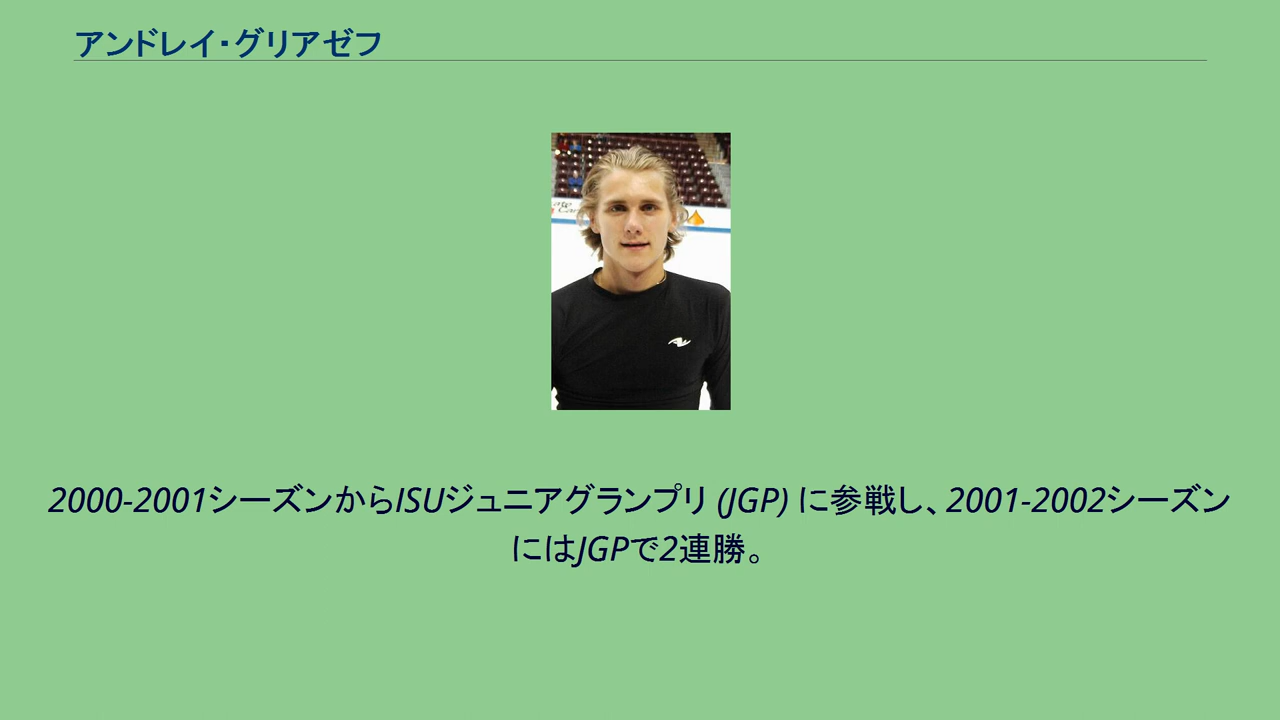 アンドレイ・グリアゼフ
2000-2001シーズンからISUジュニアグランプリ (JGP) に参戦し、2001-2002シーズン
にはJGPで2連勝。